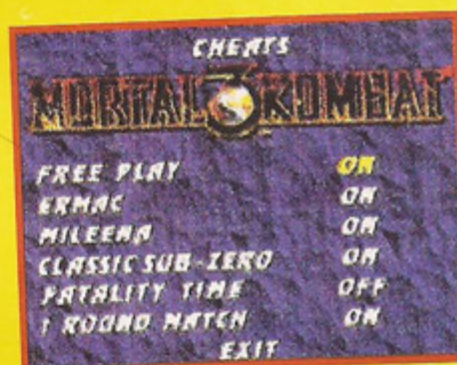 CHEATS
MORTAL 3 KOMBAT
FREE PLAY ON
ERMAC ON
MILEENA ON
CLASSIC SUB-ZERO ON
FATALITY TIME OFF
1 ROUND MATCH ON
EXIT